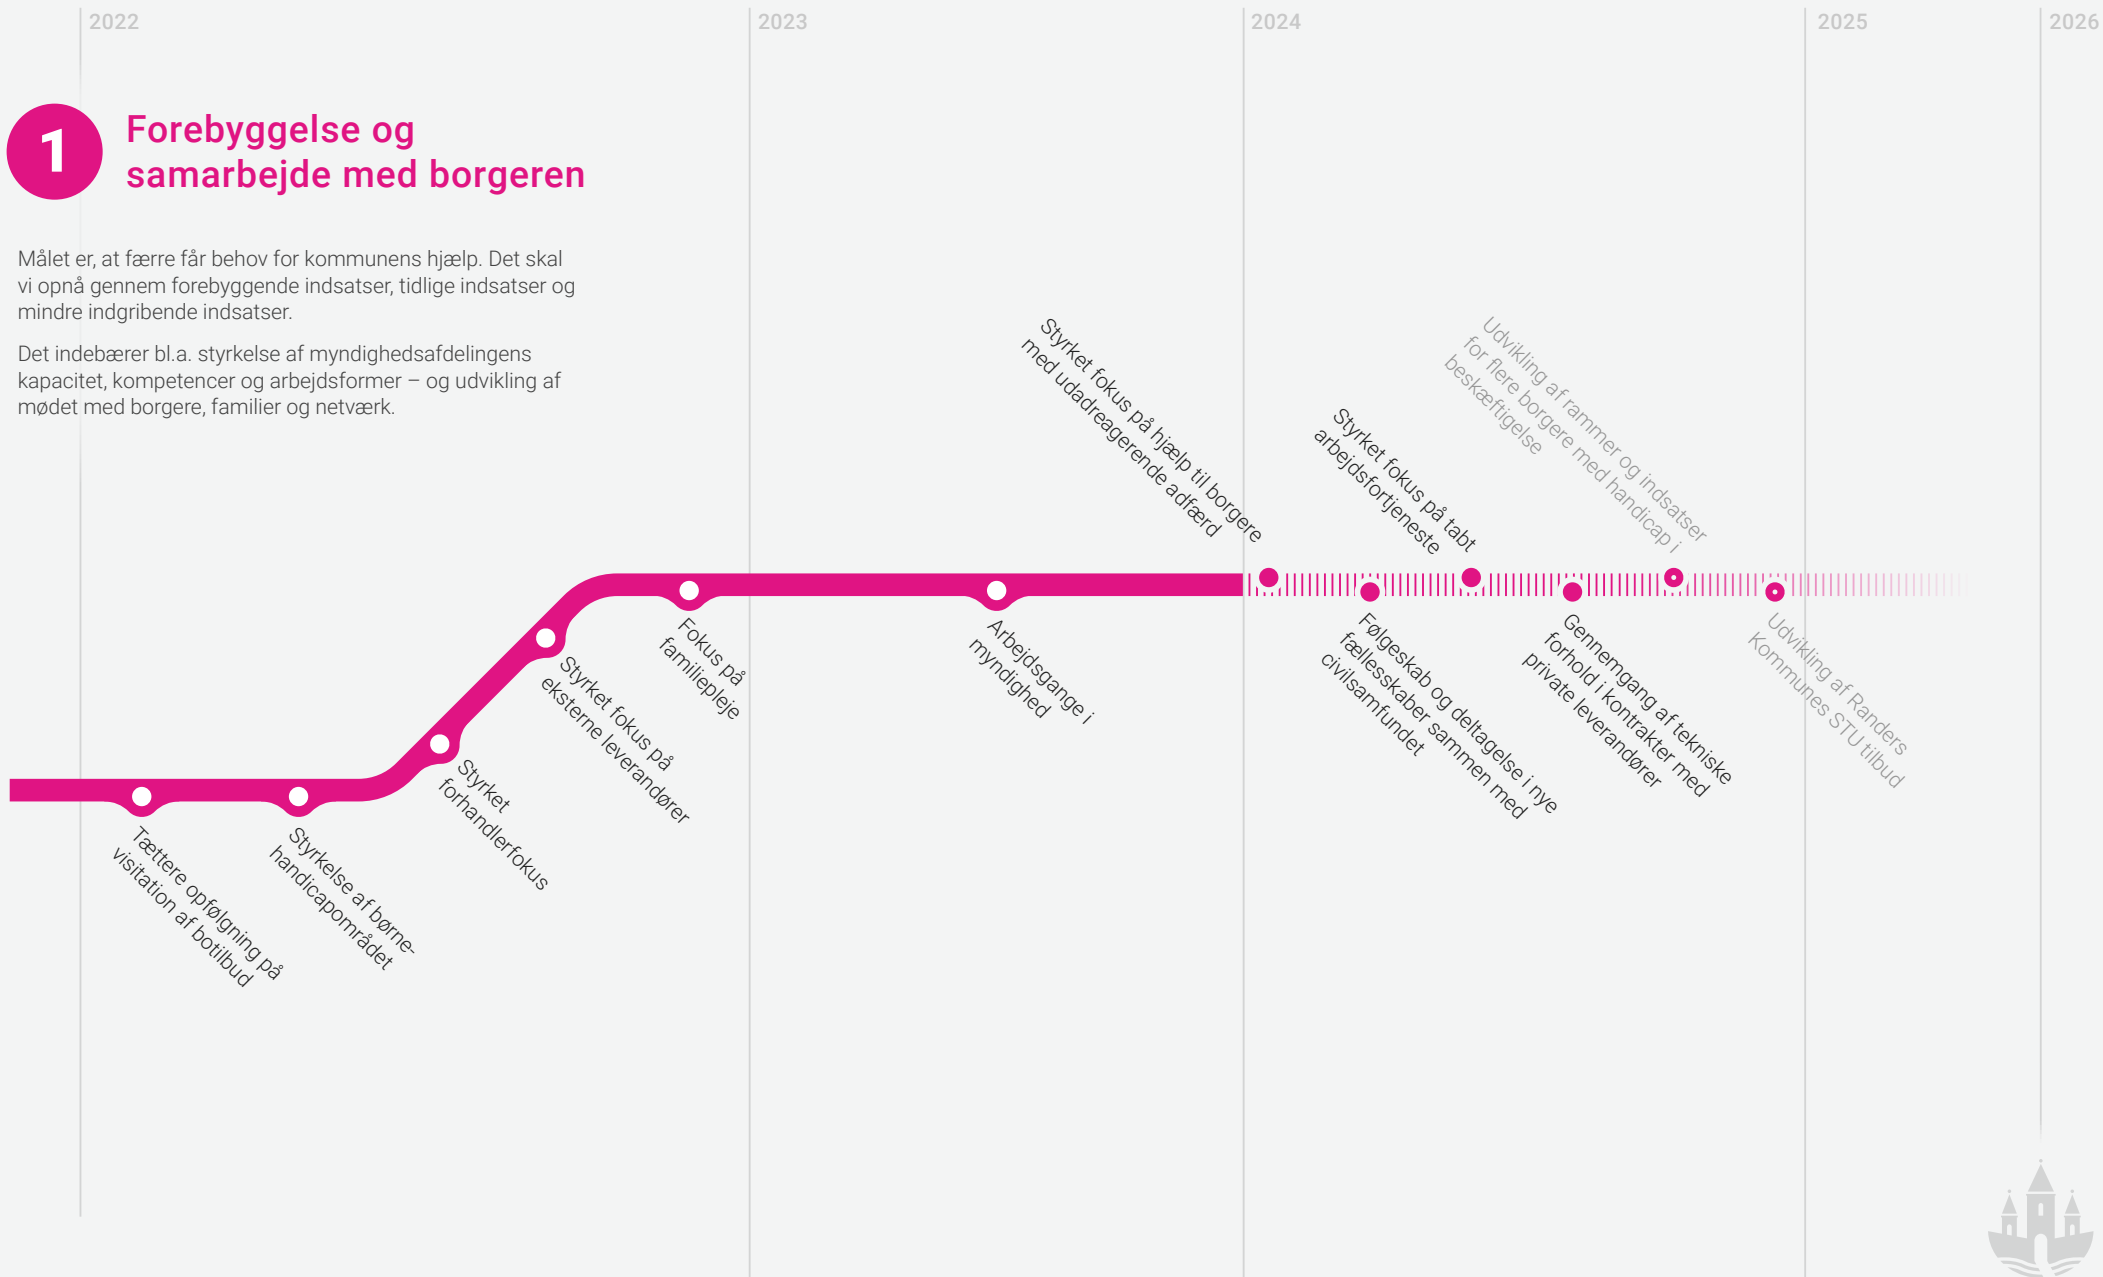 2022
2023
2024
2025
2026
1
Forebyggelse og
samarbejde med borgeren
Målet er, at færre får behov for kommunens hjælp. Det skal
vi opnå gennem forebyggende indsatser, tidlige indsatser og
mindre indgribende indsatser.
Det indebærer bl.a. styrkelse af myndighedsafdelingens
kapacitet, kompetencer og arbejdsformer – og udvikling af
mødet med borgere, familier og netværk.
Tættere opfølgning på
visitation af botilbud
Styrkelse af børne-
handicapområdet
Styrket
forhandlerfokus
Styrket fokus på
eksterne leverandører
Fokus på
familiepleje
Arbejdsgange i
myndighed
Styrket fokus på hjælp til borgere
med udadreagerende adfærd
Følgeskab og deltagelse i nye
fællesskaber sammen med
civilsamfundet
Styrket fokus på tabt
arbejdsfortjeneste
Gennemgang af tekniske
forhold i kontrakter med
private leverandører
Udvikling af rammer og indsatser
for flere borgere med handicap i
beskæftigelse
Udvikling af Randers
Kommunes STU tilbud